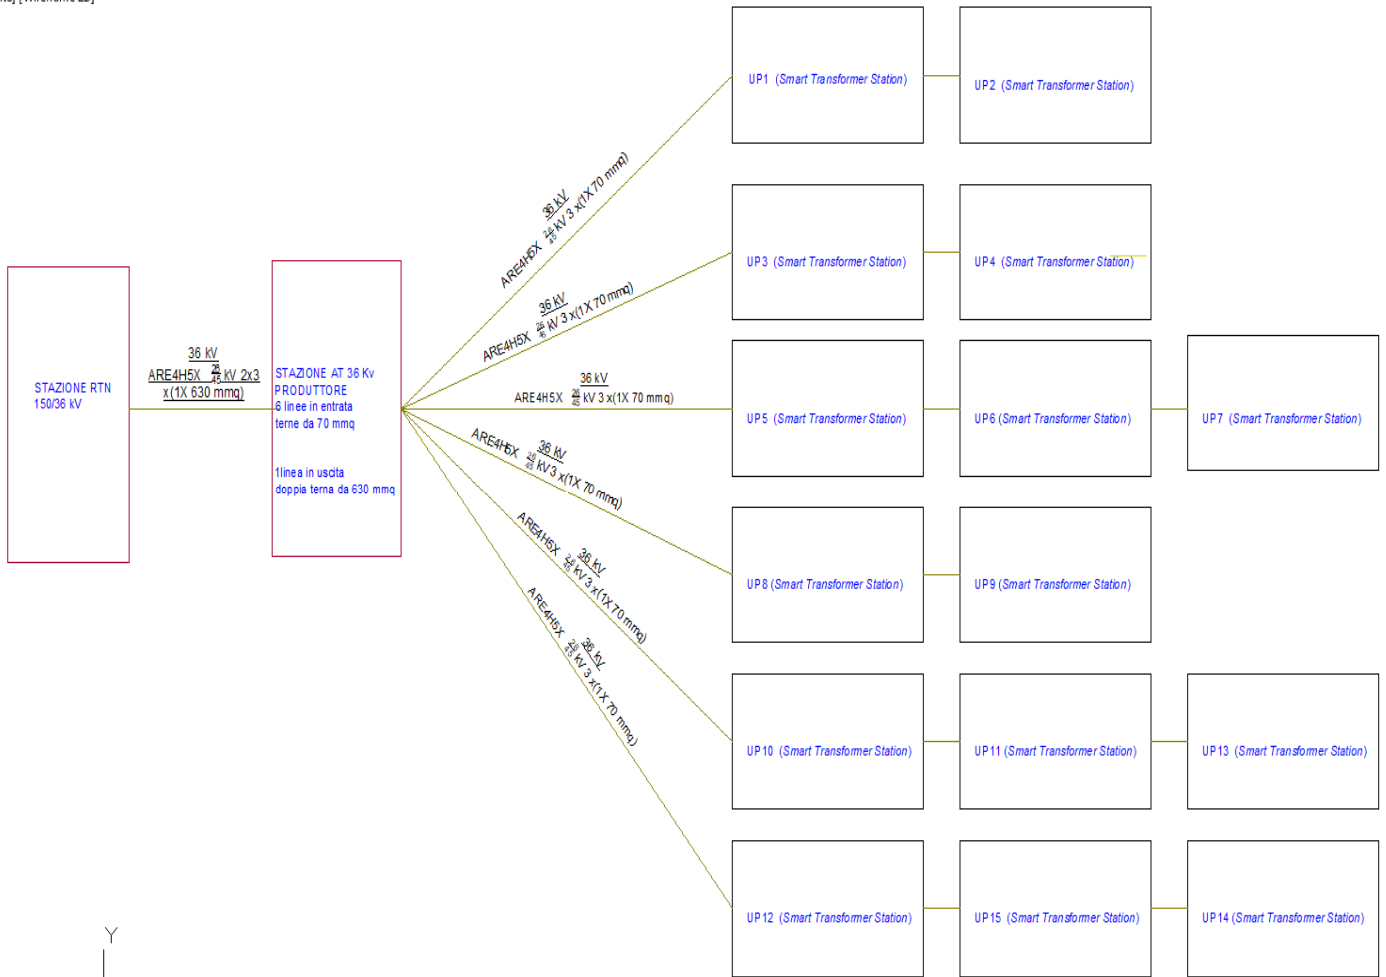 UP1 (Smart Transformer Station)
UP2 (Smart Transformer Station)
36 kV
ARE4H5X 26/45 kV 3 x(1X 70 mmq)
UP3 (Smart Transformer Station)
UP4 (Smart Transformer Station)
36 kV
ARE4H5X 26/45 kV 3 x(1X 70 mmq)
STAZIONE RTN
150/36 kV
36 kV
ARE4H5X 26/45 kV 2x3
x(1X 630 mmq)
STAZIONE AT 36 Kv
PRODUTTORE
6 linee in entrata
terne da 70 mmq
1linea in uscita
doppia terna da 630 mmq
36 kV
ARE4H5X 26/45 kV 3 x(1X 70 mmq)
UP5 (Smart Transformer Station)
UP6 (Smart Transformer Station)
UP7 (Smart Transformer Station)
36 kV
ARE4H5X 26/45 kV 3 x(1X 70 mmq)
UP8 (Smart Transformer Station)
UP9 (Smart Transformer Station)
36 kV
ARE4H5X 26/45 kV 3 x(1X 70 mmq)
UP10 (Smart Transformer Station)
UP11 (Smart Transformer Station)
UP13 (Smart Transformer Station)
36 kV
ARE4H5X 26/45 kV 3 x(1X 70 mmq)
UP12 (Smart Transformer Station)
UP15 (Smart Transformer Station)
UP14 (Smart Transformer Station)
Y